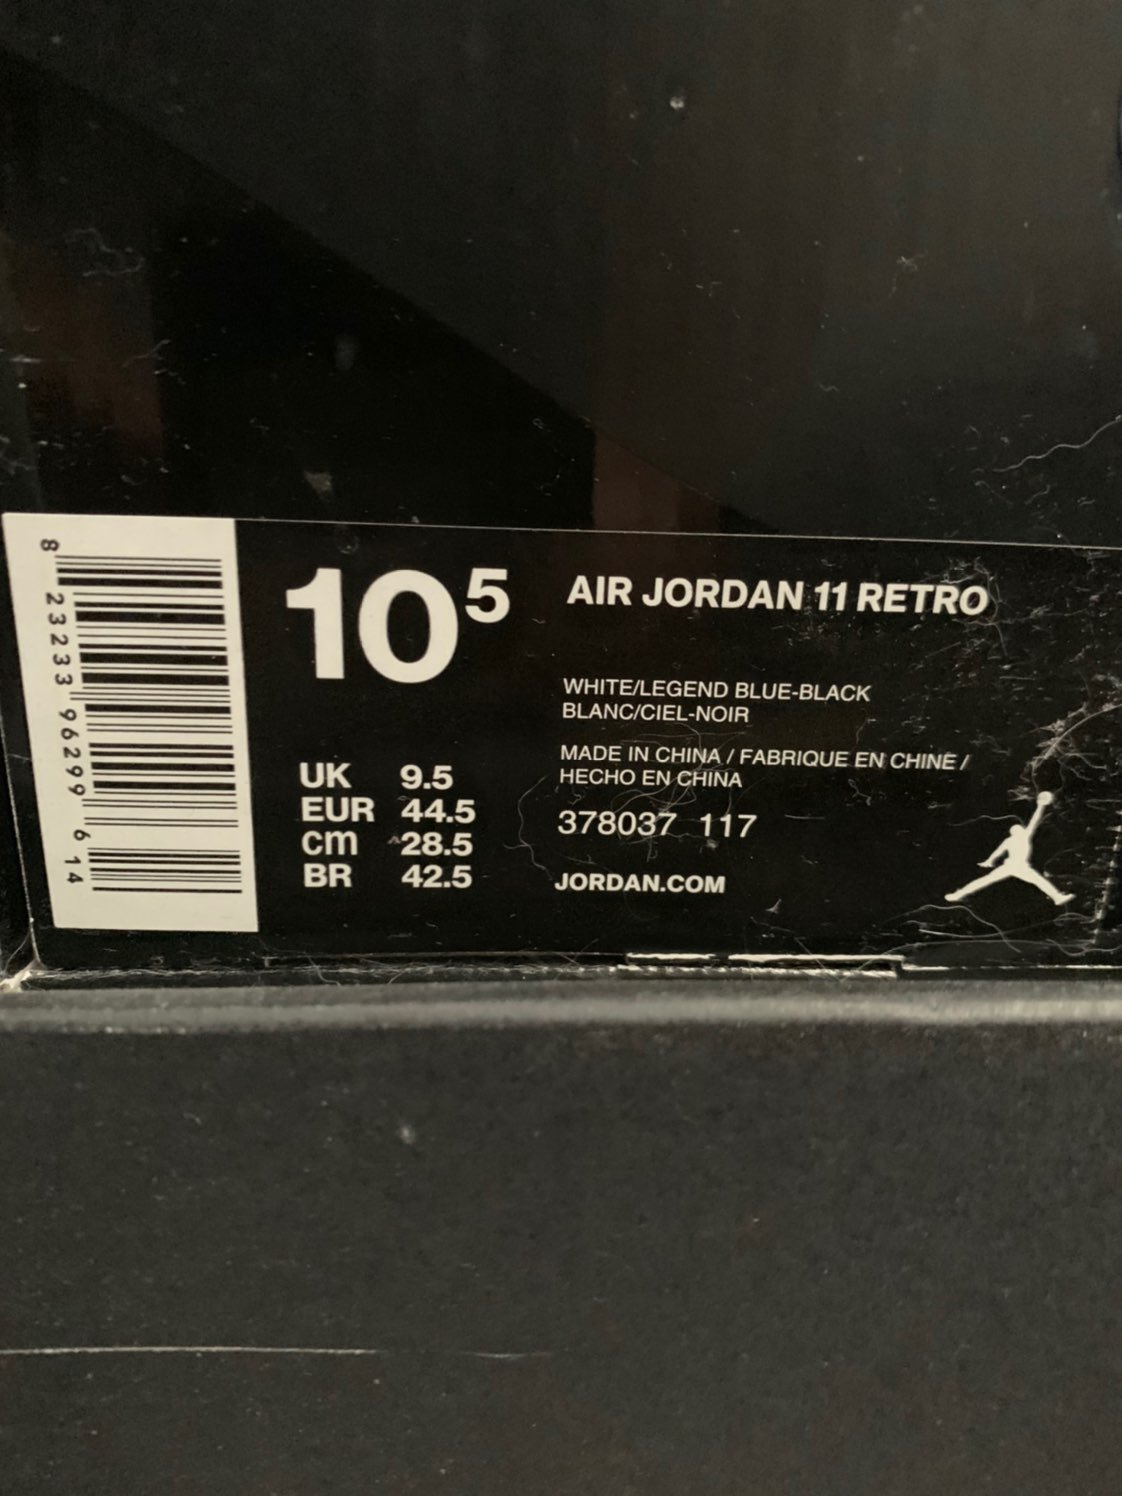 8 23233 96299 6 14
10⁵
AIR JORDAN 11 RETRO
WHITE/LEGEND BLUE-BLACK
BLANC/CIEL-NOIR
MADE IN CHINA / FABRIQUE EN CHINE /
HECHO EN CHINA
UK 9.5
EUR 44.5
cm 28.5
BR 42.5
378037 117
JORDAN.COM